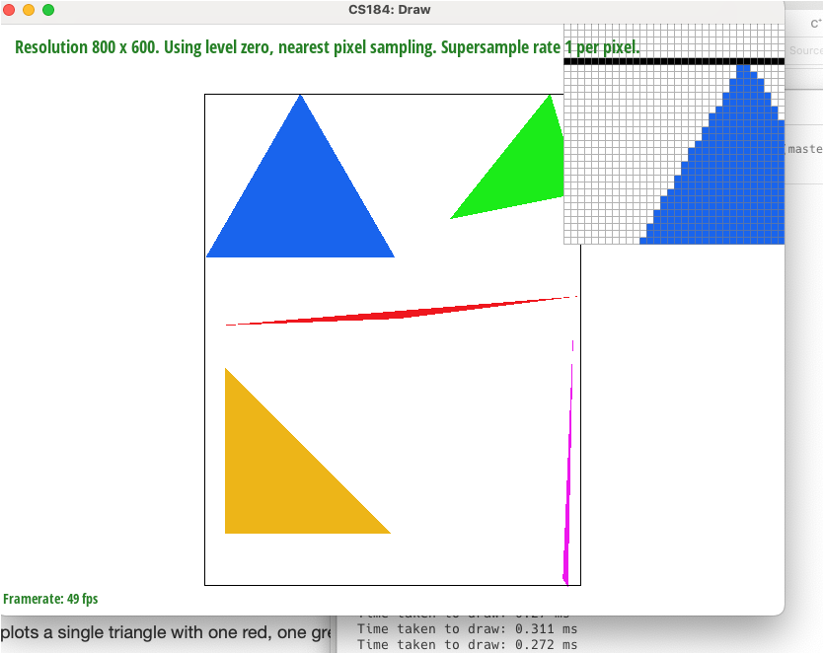 CS184: Draw
Resolution 800 x 600. Using level zero, nearest pixel sampling. Supersample rate 1 per pixel.
Source
maste
Framerate: 49 fps
plots a single triangle with one red, one gre
Time taken to draw: 0.27 ms
Time taken to draw: 0.311 ms
Time taken to draw: 0.272 ms